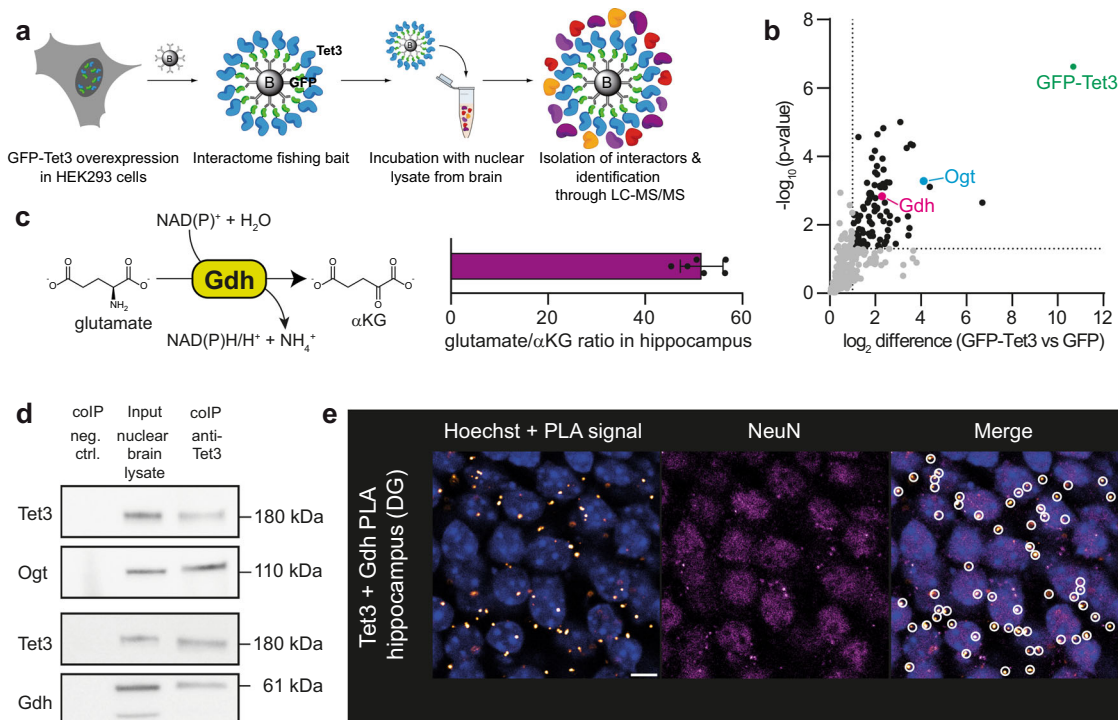 a
B
B
GFP
Tet3
B
B
GFP-Tet3 overexpression
in HEK293 cells
Interactome fishing bait
Incubation with nuclear
lysate from brain
Isolation of interactors &
identification
through LC-MS/MS
b
8
6
4
2
0
-log₁₀(p-value)
GFP-Tet3
Ogt
Gdh
0
2
4
6
8
10
12
log₂ difference (GFP-Tet3 vs GFP)
c
NAD(P)⁺ + H₂O
O
O
⁻O
O⁻
NH₂
glutamate
Gdh
NAD(P)H/H⁺ + NH₄⁺
O
O
⁻O
O⁻
O
αKG
0
20
40
60
glutamate/αKG ratio in hippocampus
d
coIP
neg.
ctrl.
Input
nuclear
brain
lysate
coIP
anti-
Tet3
Tet3
180 kDa
Ogt
110 kDa
Tet3
180 kDa
Gdh
61 kDa
e
Hoechst + PLA signal
NeuN
Merge
Tet3 + Gdh PLA
hippocampus (DG)